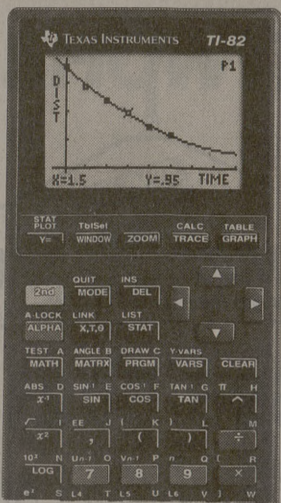 TEXAS INSTRUMENTS TI-82
P1
DIST
X=1.5 Y=.95 TIME
STAT PLOT TblSet CALC TABLE
Y= WINDOW ZOOM TRACE GRAPH
QUIT INS
2nd MODE DEL
A-LOCK LINK LIST
ALPHA X,T,θ STAT
TEST A ANGLE B DRAW C Y-VARS
MATH MATRX PRGM VARS CLEAR
ABS D SIN⁻¹ E COS⁻¹ F TAN⁻¹ G π H
x⁻¹ SIN COS TAN ^
√ I EE J { K } L M
x² , ( ) ÷
10ˣ N Un-1 O Vn-1 P n Q [ R
LOG 7 8 9 ×
eˣ S L4 T L5 U L6 V ] W